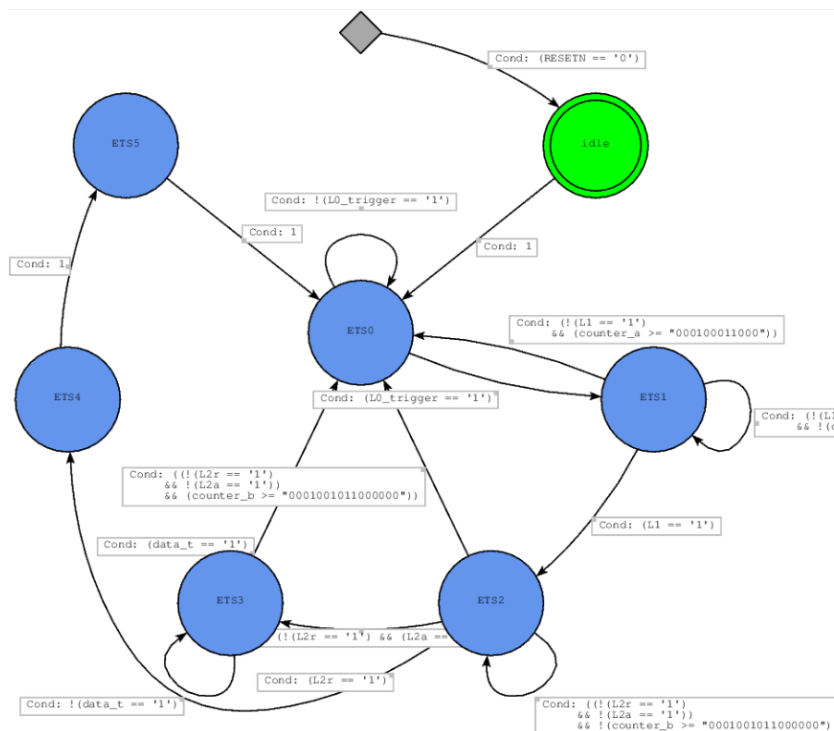 Cond: (RESETN == '0')
ETS5
idle
Cond: !(L0_trigger == '1')
Cond: 1
Cond: 1
Cond: 1
Cond: (!(L1 == '1')
&& (counter_a >= "000100011000"))
ETS0
ETS4
Cond: (L0_trigger == '1')
ETS1
Cond: (!(L1
&& !(c
Cond: ((!(L2r == '1')
&& !(L2a == '1'))
&& (counter_b >= "0001001011000000"))
Cond: (L1 == '1')
Cond: (data_t == '1')
ETS3
ETS2
(!(L2r == '1') && (L2a ==
Cond: (L2r == '1')
Cond: !(data_t == '1')
Cond: ((!(L2r == '1')
&& !(L2a == '1'))
&& !(counter_b >= "0001001011000000")